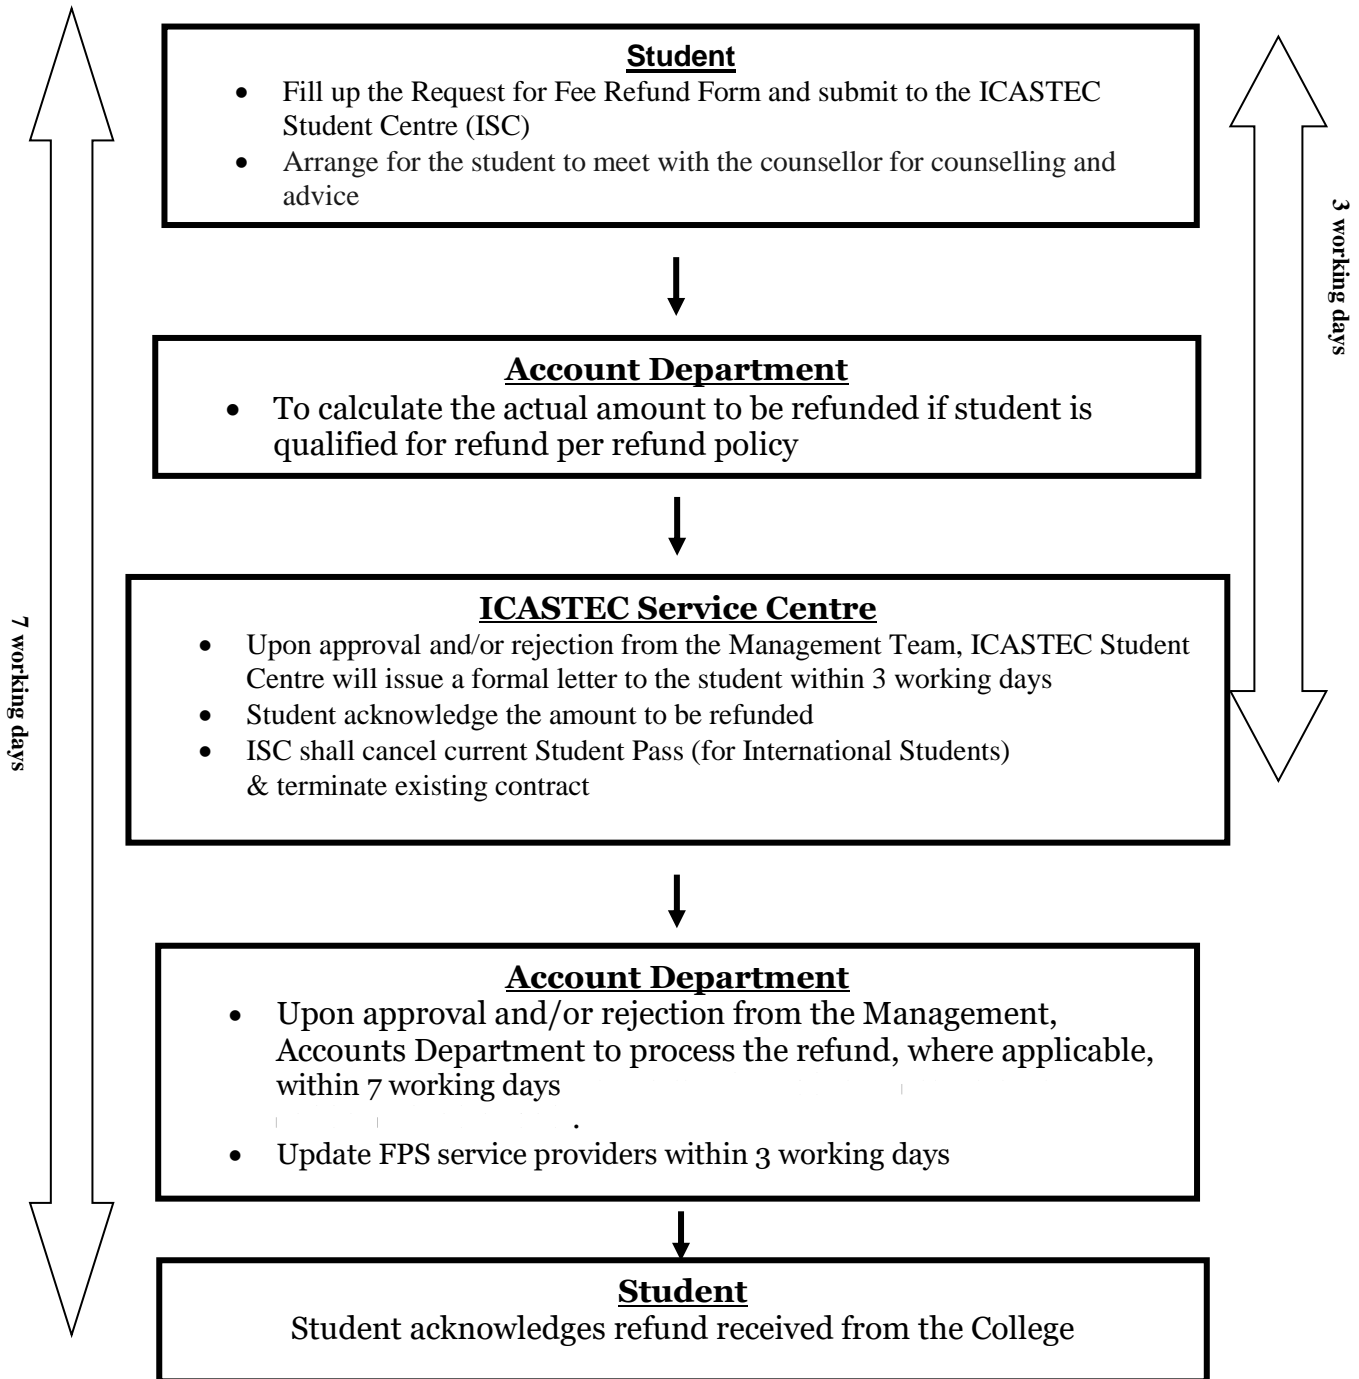 Student
• Fill up the Request for Fee Refund Form and submit to the ICASTEC
Student Centre (ISC)
• Arrange for the student to meet with the counsellor for counselling and
advice
3 working days
Account Department
• To calculate the actual amount to be refunded if student is
qualified for refund per refund policy
ICASTEC Service Centre
• Upon approval and/or rejection from the Management Team, ICASTEC Student
Centre will issue a formal letter to the student within 3 working days
• Student acknowledge the amount to be refunded
• ISC shall cancel current Student Pass (for International Students)
& terminate existing contract
7 working days
Account Department
• Upon approval and/or rejection from the Management,
Accounts Department to process the refund, where applicable,
within 7 working days
.
• Update FPS service providers within 3 working days
Student
Student acknowledges refund received from the College